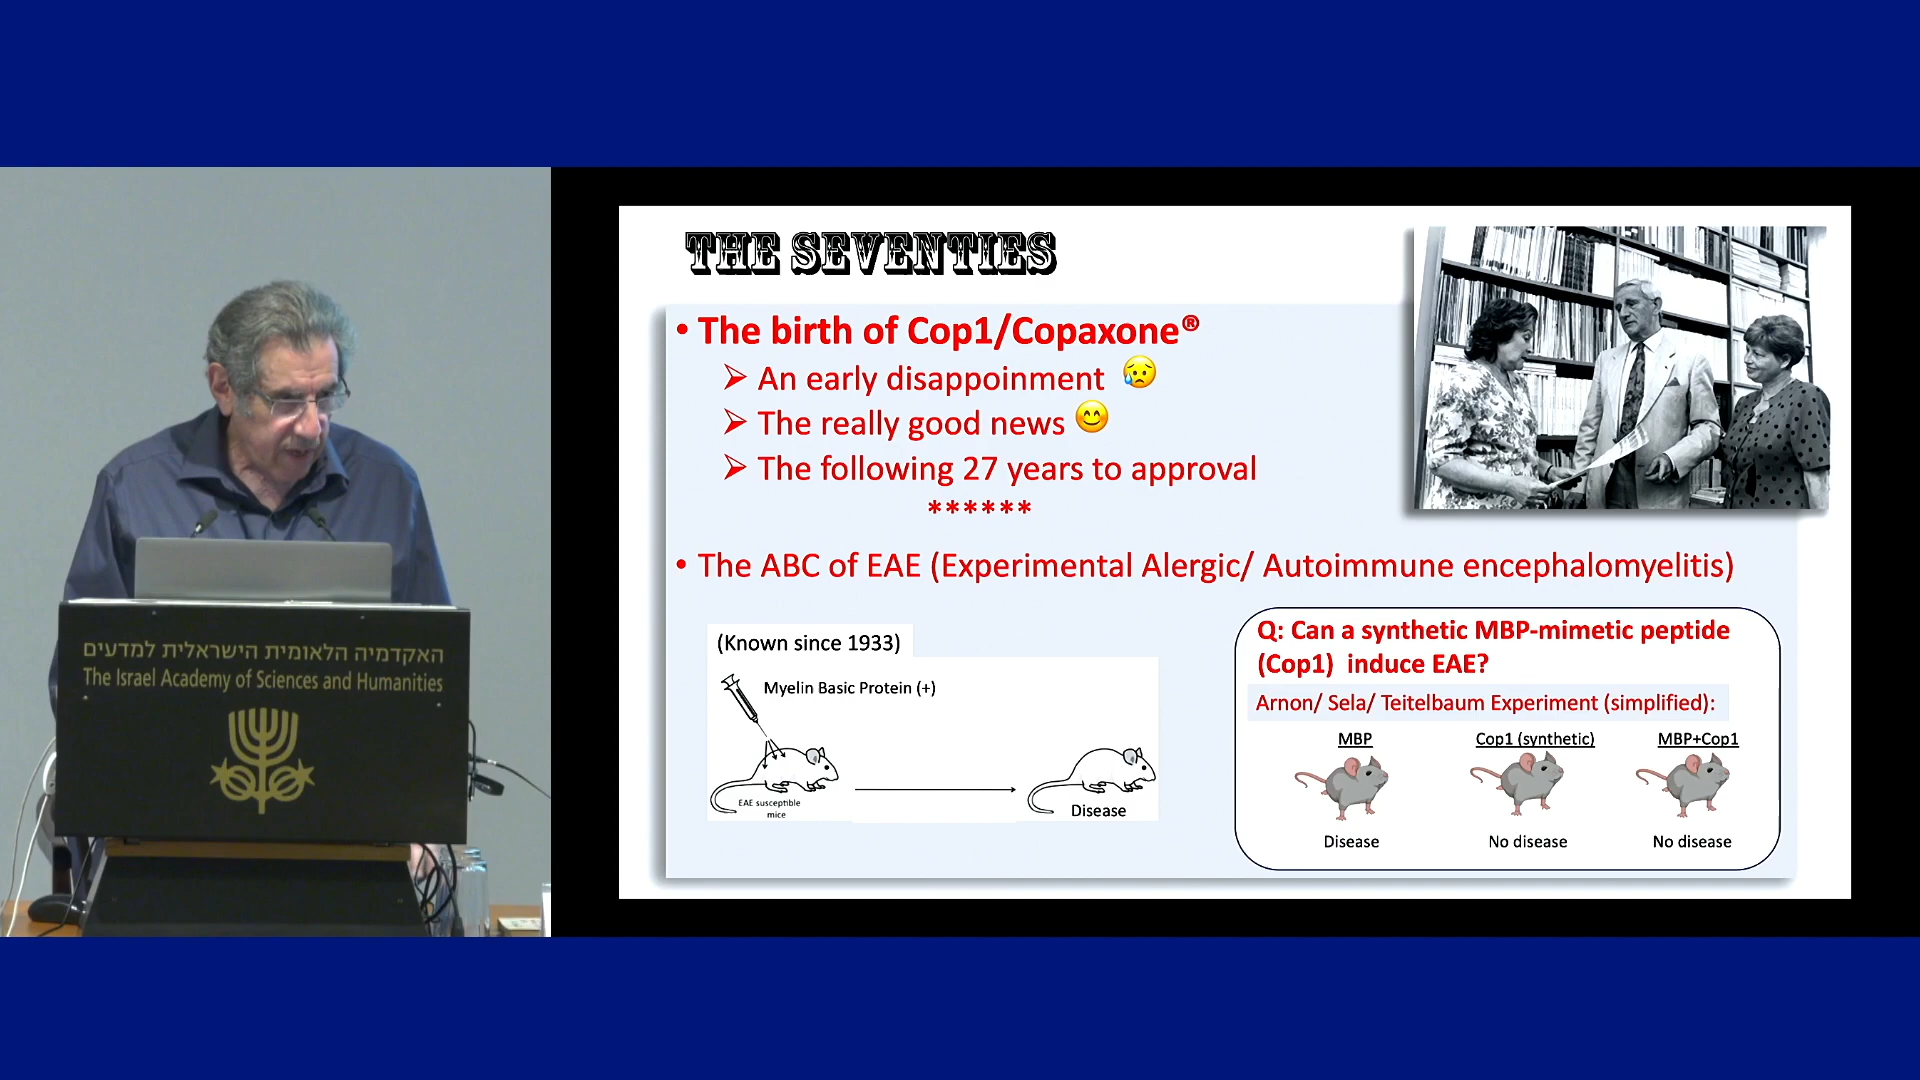 האקדמיה הלאומית הישראלית למדעים
The Israel Academy of Sciences and Humanities
THE SEVENTIES
• The birth of Cop1/Copaxone®
➢ An early disappoinment 😥
➢ The really good news 😊
➢ The following 27 years to approval
******
• The ABC of EAE (Experimental Alergic/ Autoimmune encephalomyelitis)
(Known since 1933)
Myelin Basic Protein (+)
EAE susceptible
mice
Disease
Q: Can a synthetic MBP-mimetic peptide
(Cop1) induce EAE?
Arnon/ Sela/ Teitelbaum Experiment (simplified):
MBP Cop1 (synthetic) MBP+Cop1
Disease No disease No disease